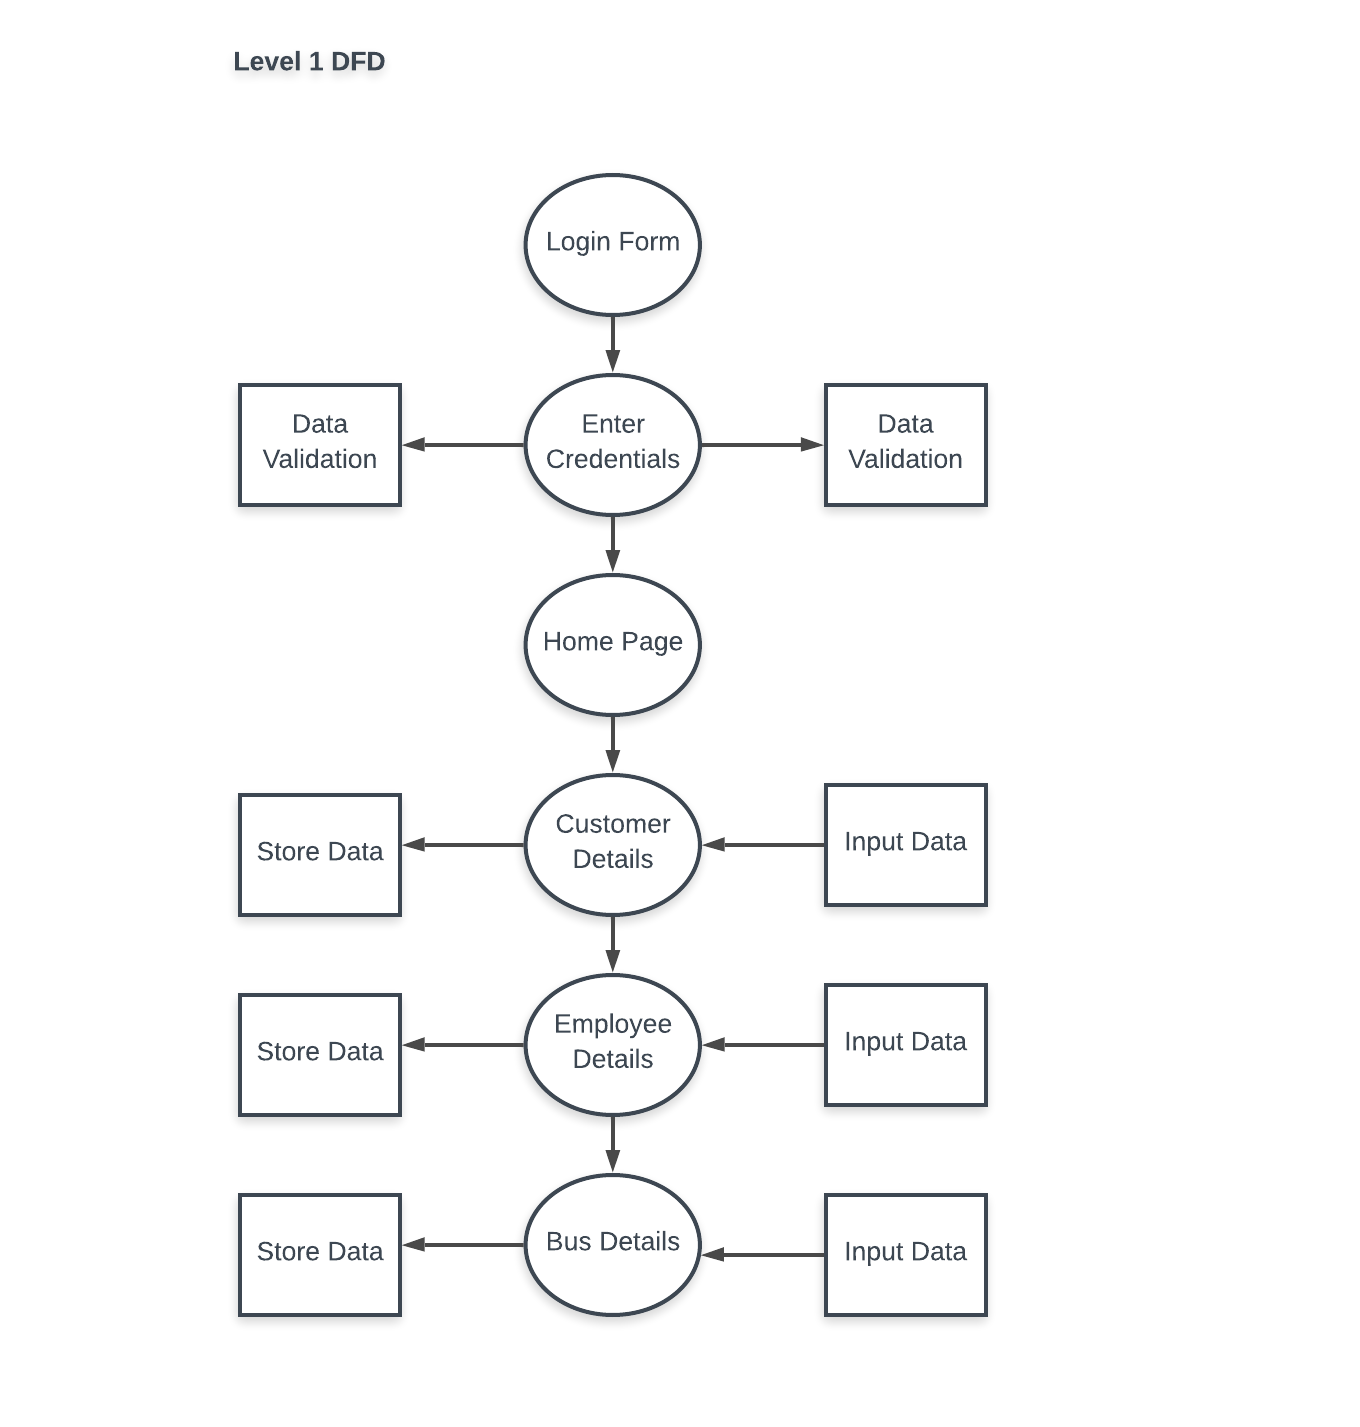 Level 1 DFD
Login Form
Data
Validation
Enter
Credentials
Data
Validation
Home Page
Store Data
Customer
Details
Input Data
Store Data
Employee
Details
Input Data
Store Data
Bus Details
Input Data